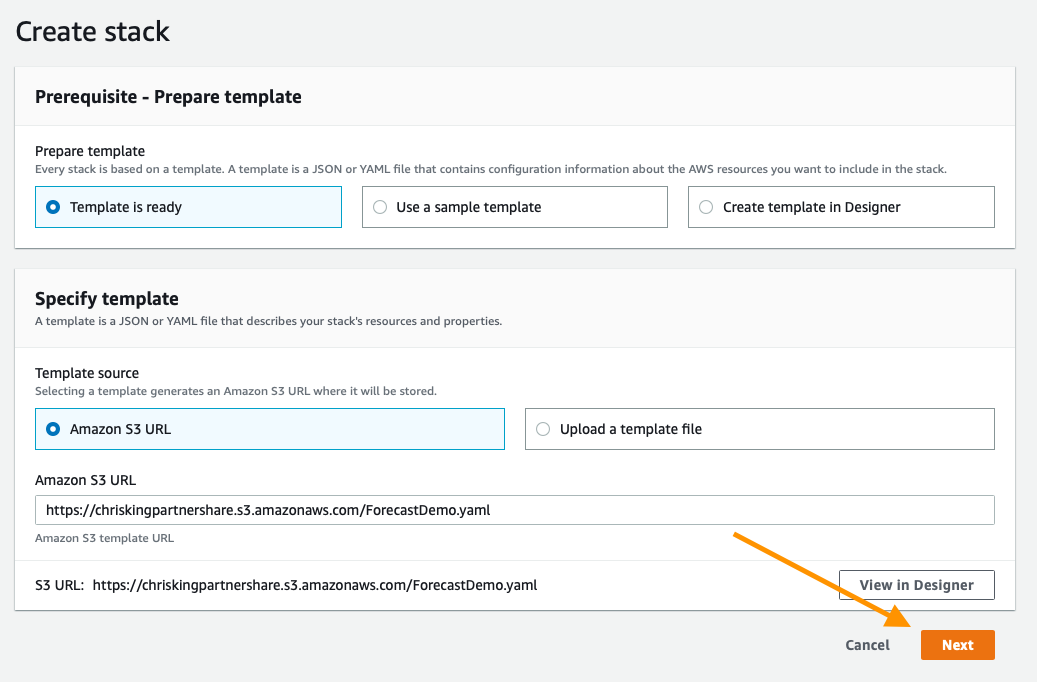 Create stack
Prerequisite - Prepare template
Prepare template
Every stack is based on a template. A template is a JSON or YAML file that contains configuration information about the AWS resources you want to include in the stack.
Template is ready
Use a sample template
Create template in Designer
Specify template
A template is a JSON or YAML file that describes your stack's resources and properties.
Template source
Selecting a template generates an Amazon S3 URL where it will be stored.
Amazon S3 URL
Upload a template file
Amazon S3 URL
https://chriskingpartnershare.s3.amazonaws.com/ForecastDemo.yaml
Amazon S3 template URL
S3 URL: https://chriskingpartnershare.s3.amazonaws.com/ForecastDemo.yaml
View in Designer
Cancel
Next